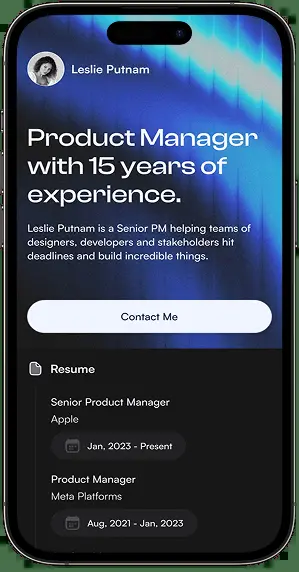 Leslie Putnam
Product Manager
with 15 years of
experience.
Leslie Putnam is a Senior PM helping teams of
designers, developers and stakeholders hit
deadlines and build incredible things.
Contact Me
Resume
Senior Product Manager
Apple
Jan, 2023 - Present
Product Manager
Meta Platforms
Aug, 2021 - Jan, 2023